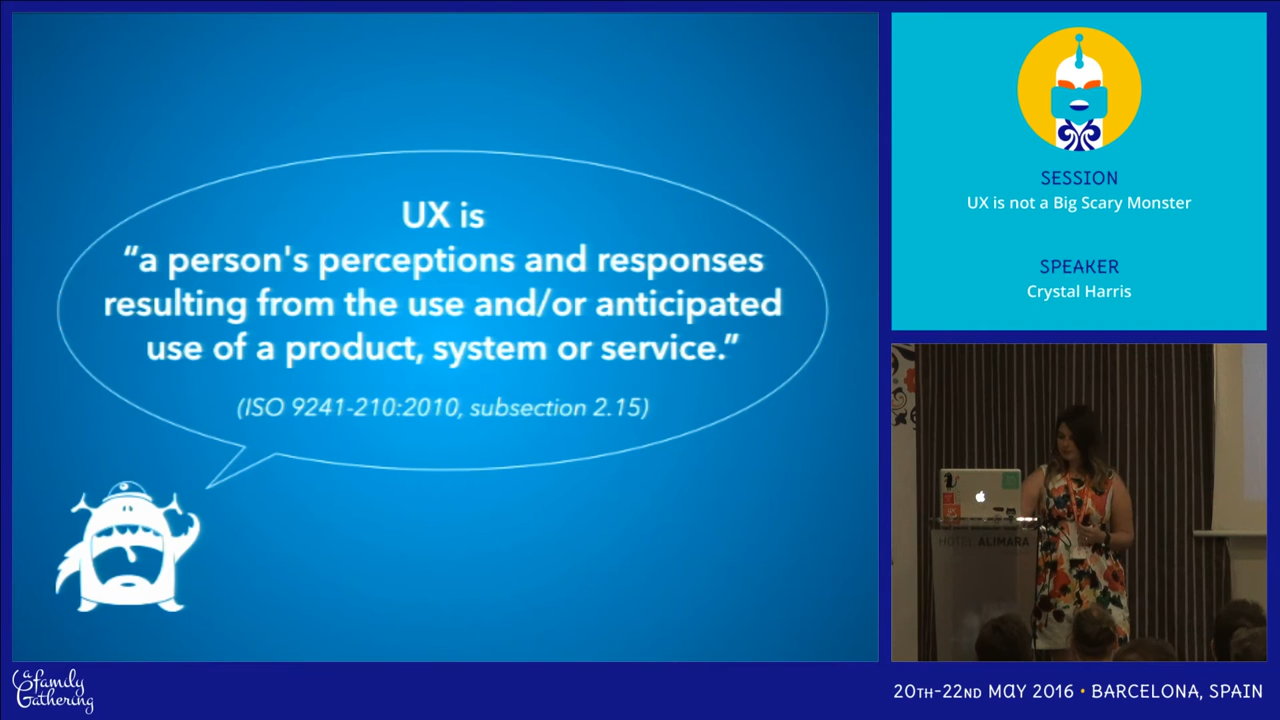 UX is
“a person's perceptions and responses
resulting from the use and/or anticipated
use of a product, system or service.”
(ISO 9241-210:2010, subsection 2.15)
SESSION
UX is not a Big Scary Monster
SPEAKER
Crystal Harris
HOTEL ALIMARA
a family
Gathering
20TH-22ND MAY 2016 • BARCELONA, SPAIN